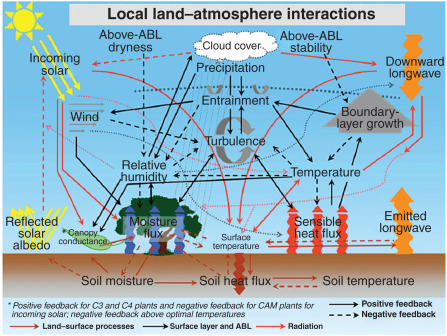 Local land–atmosphere interactions
Above-ABL
dryness
Cloud cover
Above-ABL
stability
Incoming
solar
Downward
longwave
Precipitation
Entrainment
Wind
Boundary-
layer growth
Turbulence
Relative
humidity
Temperature
Reflected
solar
albedo
*Canopy
conductance
Moisture
flux
Surface
temperature
Sensible
heat flux
Emitted
longwave
Soil moisture
Soil heat flux
Soil temperature
* Positive feedback for C3 and C4 plants and negative feedback for CAM plants for
incoming solar; negative feedback above optimal temperatures
Positive feedback
Negative feedback
Land–surface processes
Surface layer and ABL
Radiation